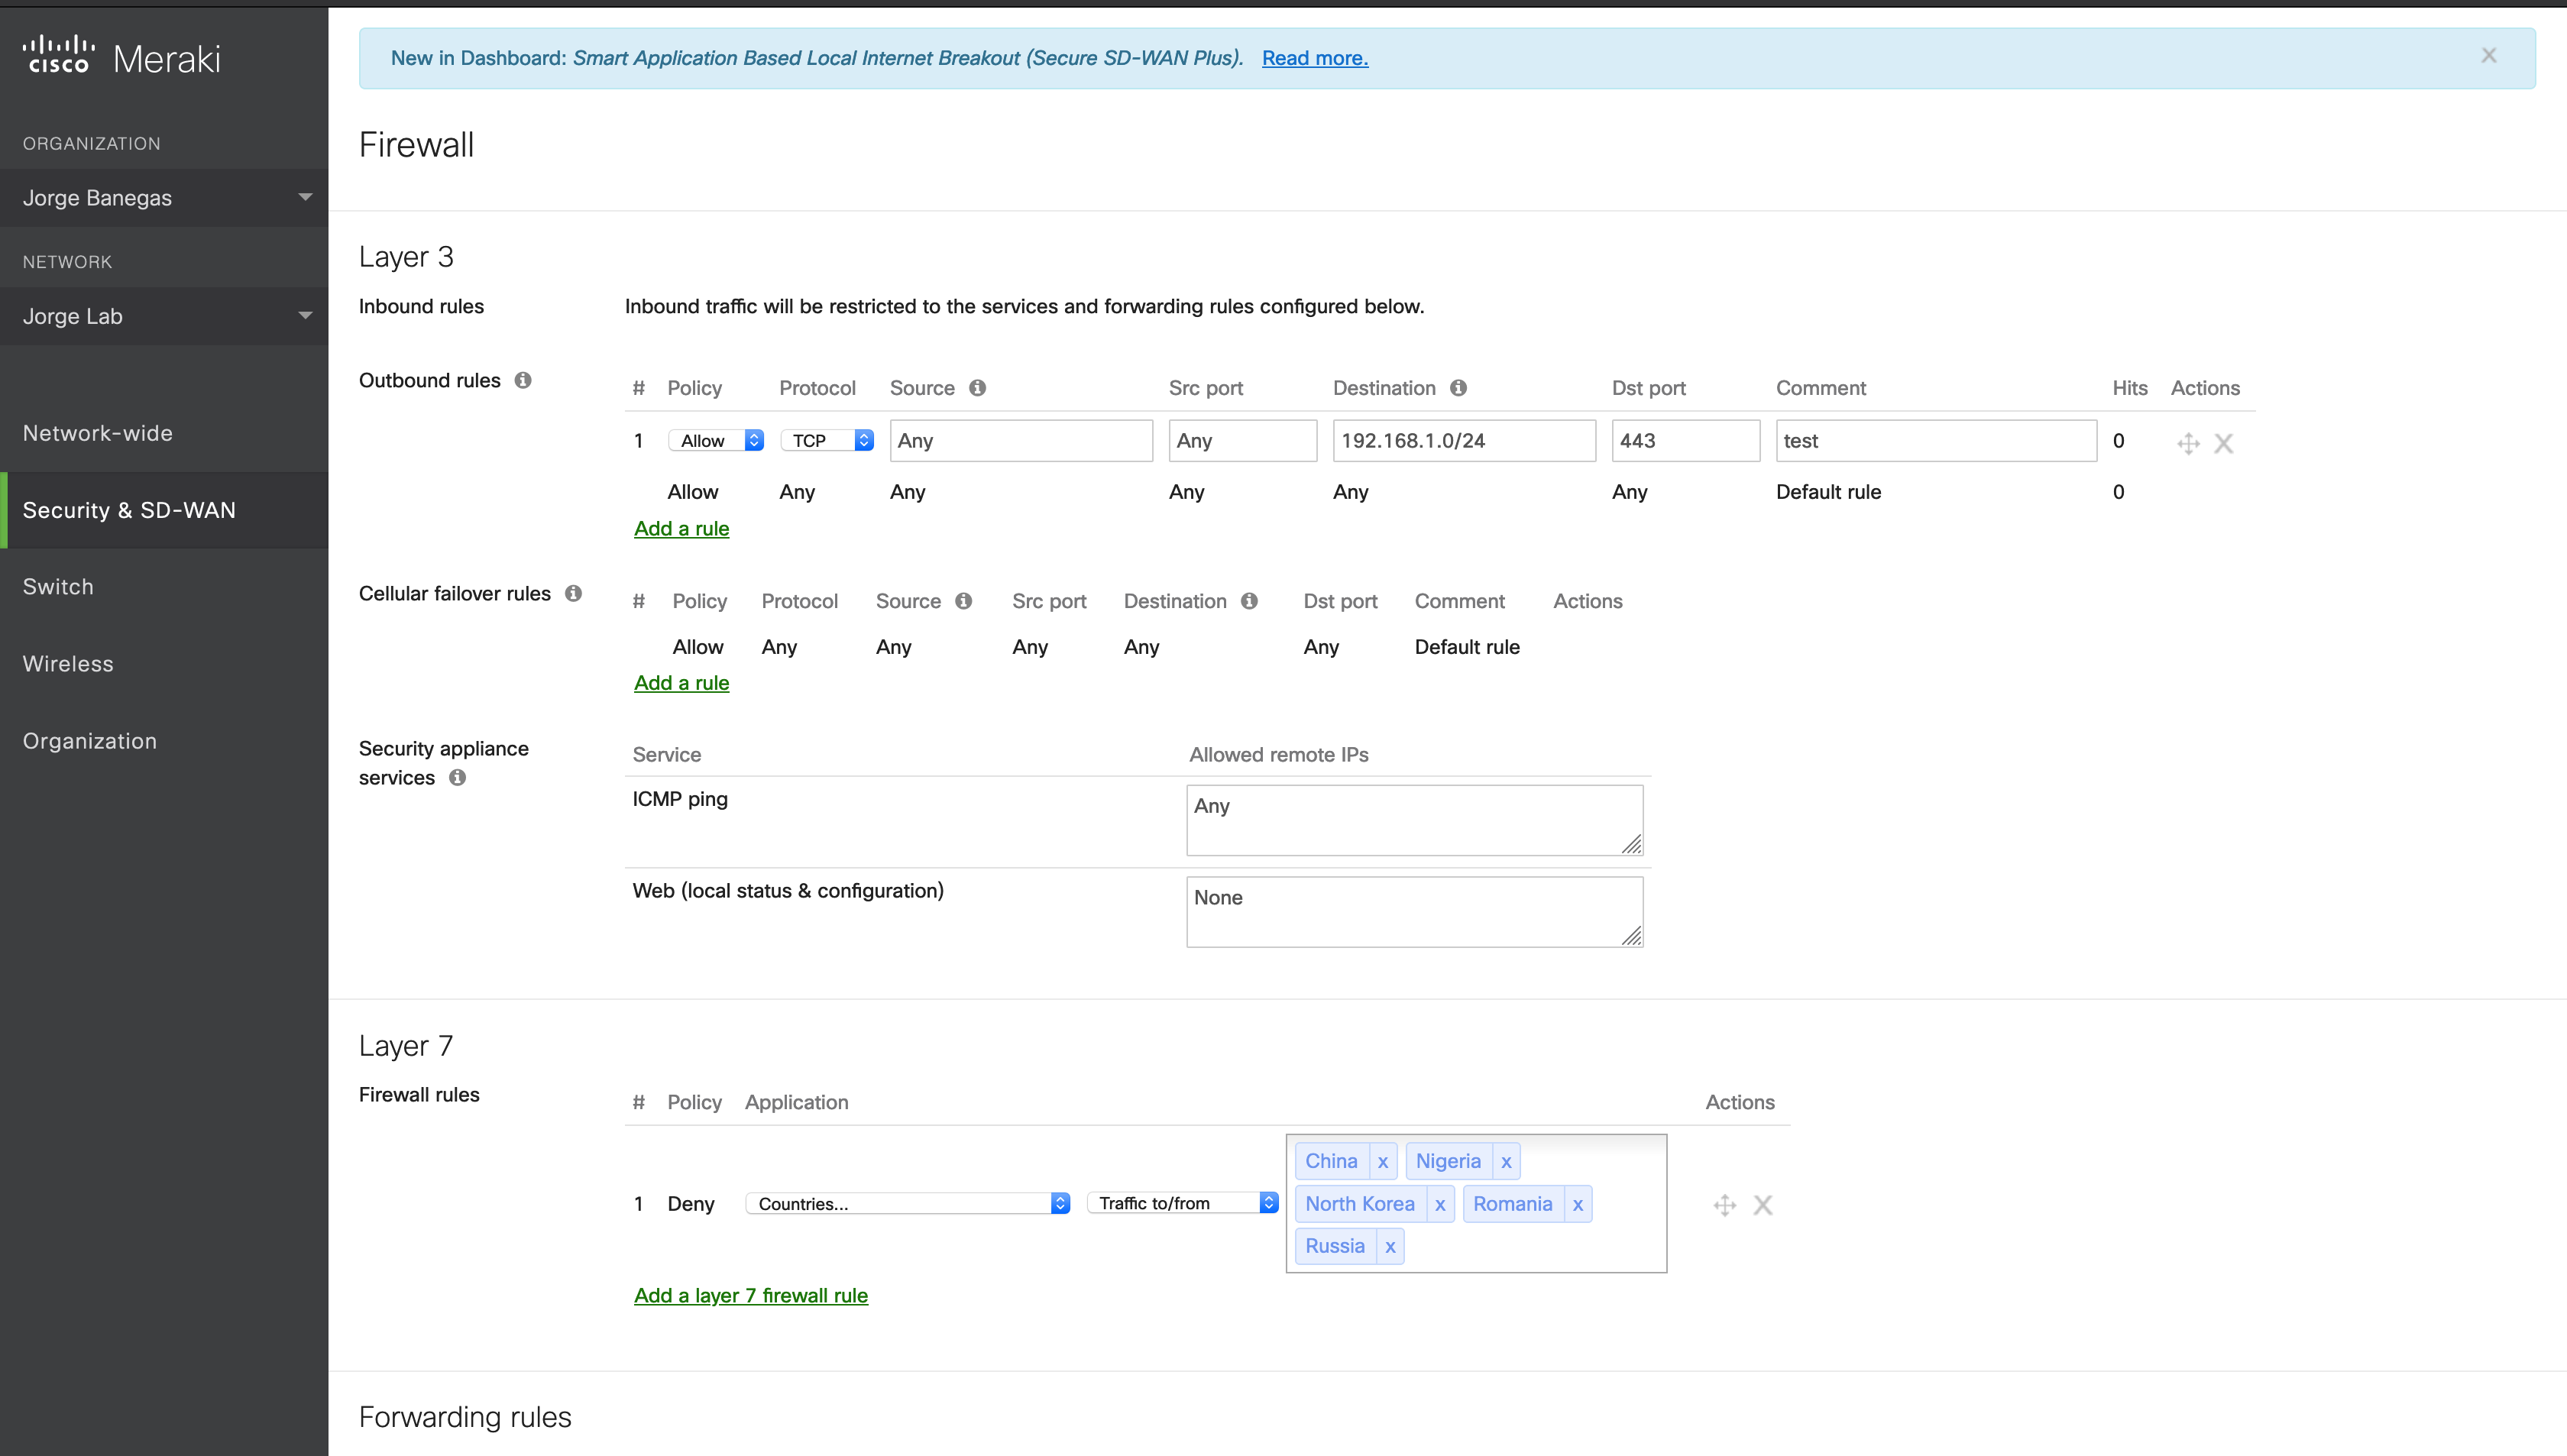 cisco Meraki
ORGANIZATION
Jorge Banegas
NETWORK
Jorge Lab
Network-wide
Security & SD-WAN
Switch
Wireless
Organization
New in Dashboard: Smart Application Based Local Internet Breakout (Secure SD-WAN Plus). Read more. X
Firewall
Layer 3
Inbound rules Inbound traffic will be restricted to the services and forwarding rules configured below.
Outbound rules
# Policy Protocol Source Src port Destination Dst port Comment Hits Actions
1 Allow TCP Any Any 192.168.1.0/24 443 test 0 X
Allow Any Any Any Any Any Default rule 0
Add a rule
Cellular failover rules
# Policy Protocol Source Src port Destination Dst port Comment Actions
Allow Any Any Any Any Any Default rule
Add a rule
Security appliance
services
Service Allowed remote IPs
ICMP ping Any
Web (local status & configuration) None
Layer 7
Firewall rules
# Policy Application Actions
1 Deny Countries... Traffic to/from
China x Nigeria x
North Korea x Romania x
Russia x
X
Add a layer 7 firewall rule
Forwarding rules